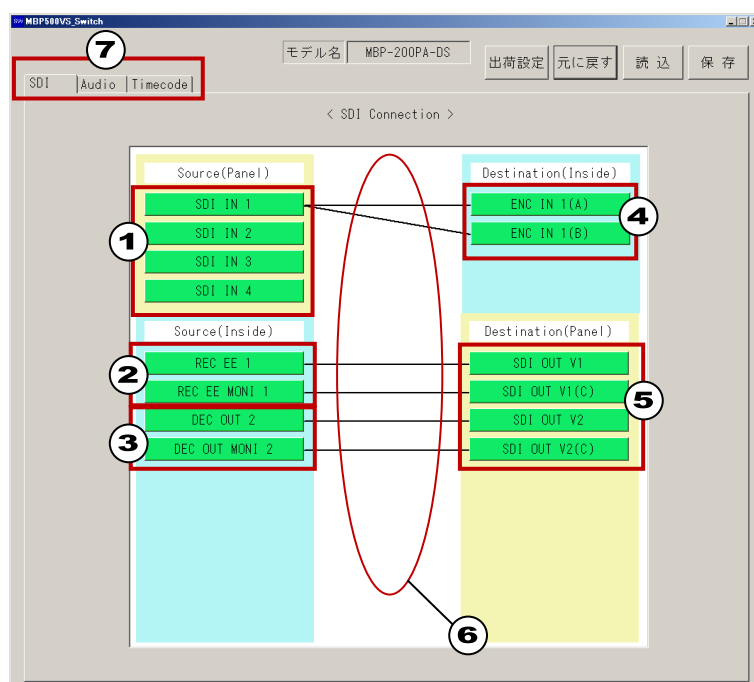 MBP500VS_Switch
⑦
モデル名 MBP-200PA-DS 出荷設定 元に戻す 読 込 保 存
SDI Audio Timecode
< SDI Connection >
Source(Panel) Destination(Inside)
SDI IN 1 ENC IN 1(A)
SDI IN 2 ENC IN 1(B)
SDI IN 3
SDI IN 4
① ④
Source(Inside) Destination(Panel)
REC EE 1 SDI OUT V1
REC EE MONI 1 SDI OUT V1(C)
DEC OUT 2 SDI OUT V2
DEC OUT MONI 2 SDI OUT V2(C)
② ⑤
③
⑥